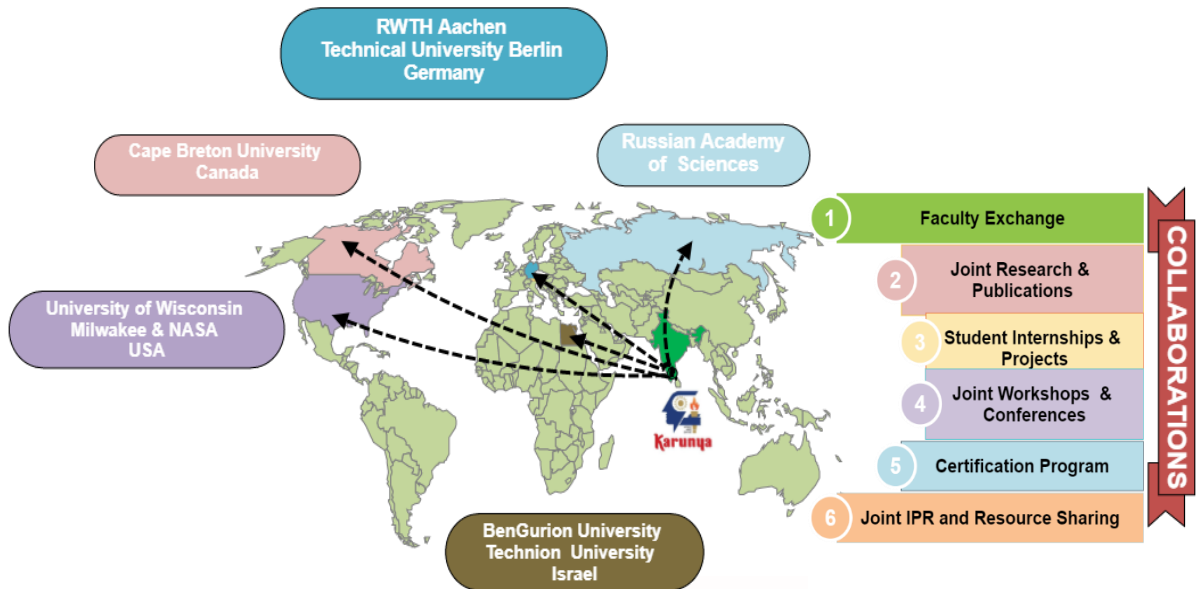 RWTH Aachen
Technical University Berlin
Germany
Cape Breton University
Canada
Russian Academy
of Sciences
University of Wisconsin
Milwakee & NASA
USA
BenGurion University
Technion University
Israel
Karunya
1
Faculty Exchange
2
Joint Research &
Publications
3
Student Internships &
Projects
4
Joint Workshops &
Conferences
5
Certification Program
6
Joint IPR and Resource Sharing
COLLABORATIONS